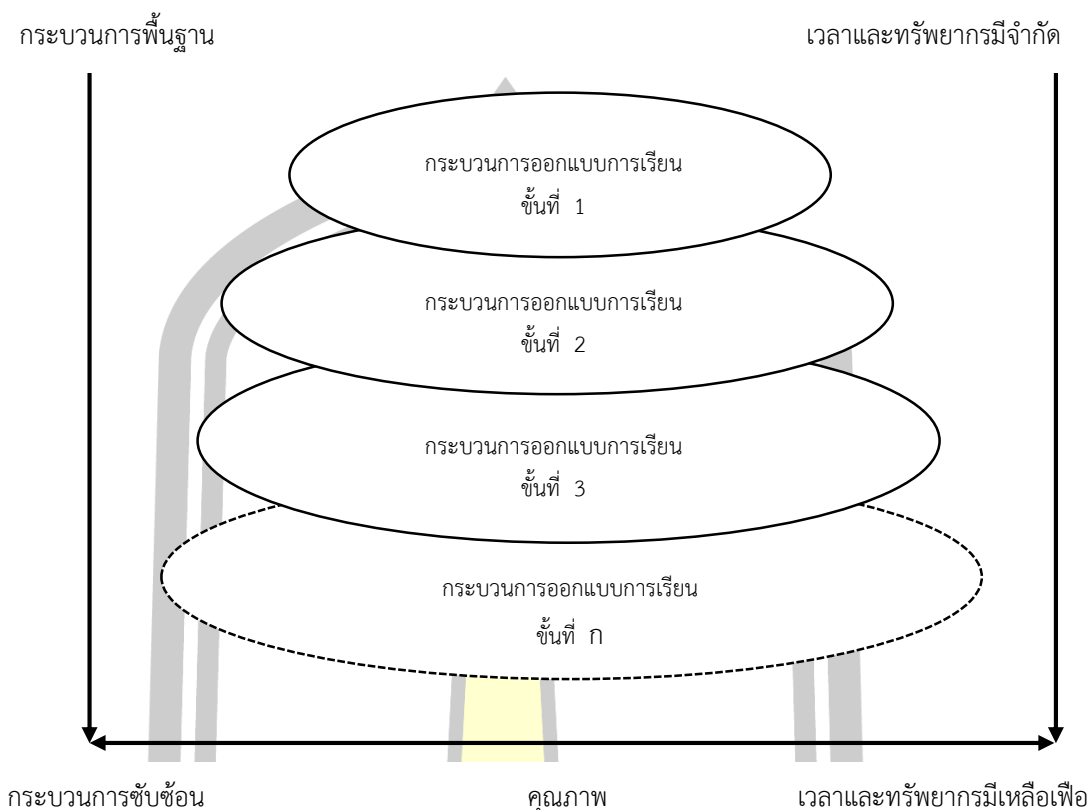 กระบวนการพื้นฐาน
เวลาและทรัพยากรมีจำกัด
กระบวนการออกแบบการเรียน
ขั้นที่ 1
กระบวนการออกแบบการเรียน
ขั้นที่ 2
กระบวนการออกแบบการเรียน
ขั้นที่ 3
กระบวนการออกแบบการเรียน
ขั้นที่ ก
กระบวนการซับซ้อน
คุณภาพ
เวลาและทรัพยากรมีเหลือเฟือ